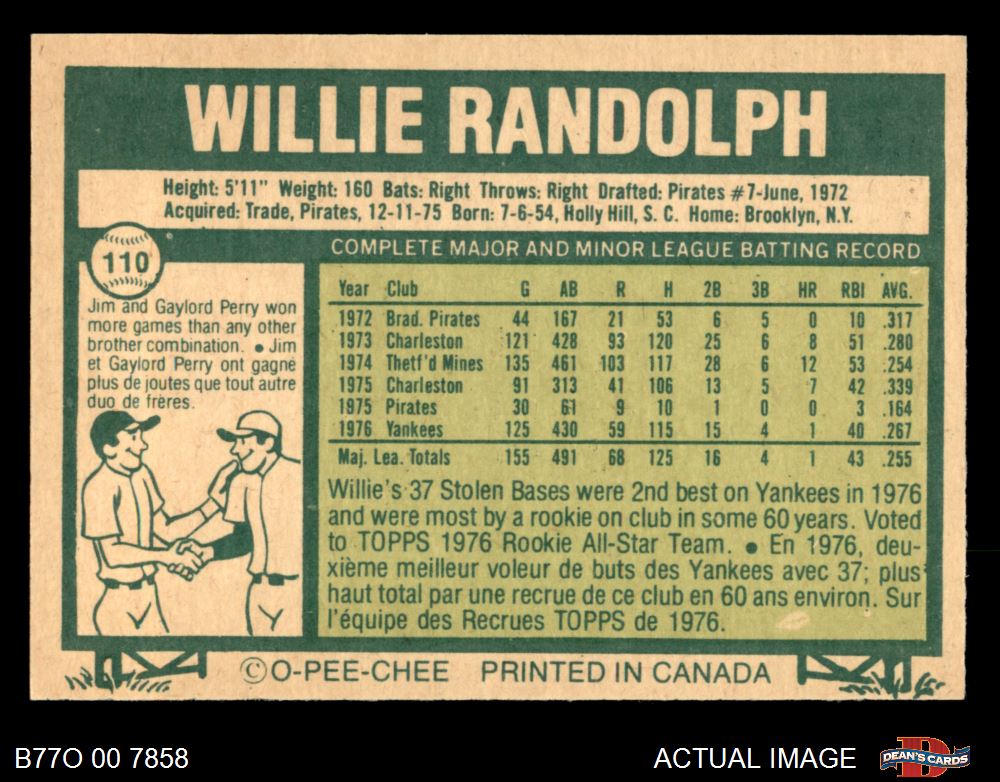 WILLIE RANDOLPH
Height: 5'11" Weight: 160 Bats: Right Throws: Right Drafted: Pirates #7-June, 1972
Acquired: Trade, Pirates, 12-11-75 Born: 7-6-54, Holly Hill, S. C. Home: Brooklyn, N.Y.
110
Jim and Gaylord Perry won
more games than any other
brother combination. ● Jim
et Gaylord Perry ont gagné
plus de joutes que tout autre
duo de frères.
COMPLETE MAJOR AND MINOR LEAGUE BATTING RECORD
Year Club G AB R H 2B 3B HR RBI AVG.
1972 Brad. Pirates 44 167 21 53 6 5 0 10 .317
1973 Charleston 121 428 93 120 25 6 8 51 .280
1974 Thetf'd Mines 135 461 103 117 28 6 12 53 .254
1975 Charleston 91 313 41 106 13 5 7 42 .339
1975 Pirates 30 61 9 10 1 0 0 3 .164
1976 Yankees 125 430 59 115 15 4 1 40 .267
Maj. Lea. Totals 155 491 68 125 16 4 1 43 .255
Willie's 37 Stolen Bases were 2nd best on Yankees in 1976
and were most by a rookie on club in some 60 years. Voted
to TOPPS 1976 Rookie All-Star Team. ● En 1976, deu-
xième meilleur voleur de buts des Yankees avec 37; plus
haut total par une recrue de ce club en 60 ans environ. Sur
l'équipe des Recrues TOPPS de 1976.
© O-PEE-CHEE PRINTED IN CANADA
B77O 00 7858
ACTUAL IMAGE
DEAN'S CARDS